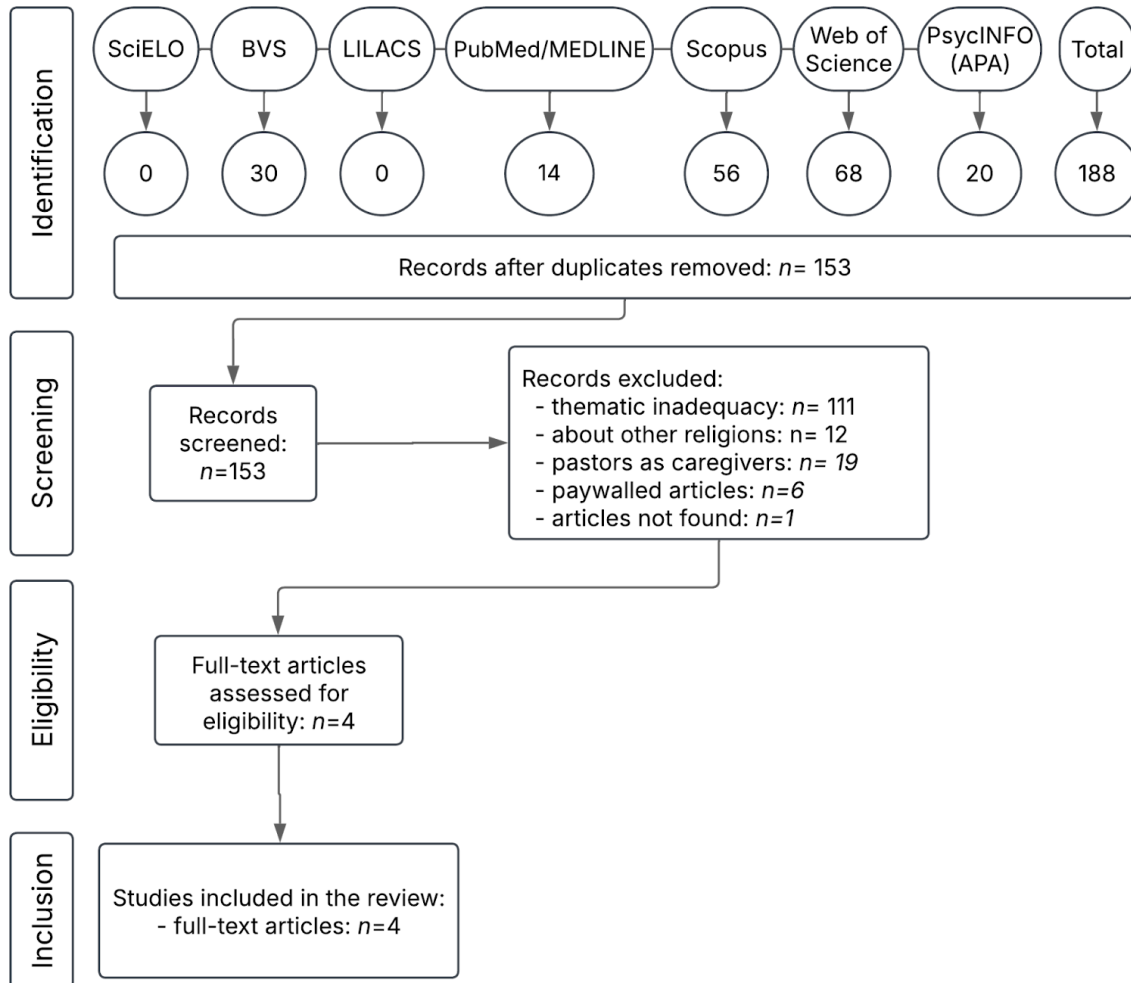 Identification
SciELO
BVS
LILACS
PubMed/MEDLINE
Scopus
Web of
Science
PsycINFO
(APA)
Total
0
30
0
14
56
68
20
188
Records after duplicates removed: n= 153
Screening
Records
screened:
n=153
Records excluded:
- thematic inadequacy: n= 111
- about other religions: n= 12
- pastors as caregivers: n= 19
- paywalled articles: n=6
- articles not found: n=1
Eligibility
Full-text articles
assessed for
eligibility: n=4
Inclusion
Studies included in the review:
- full-text articles: n=4